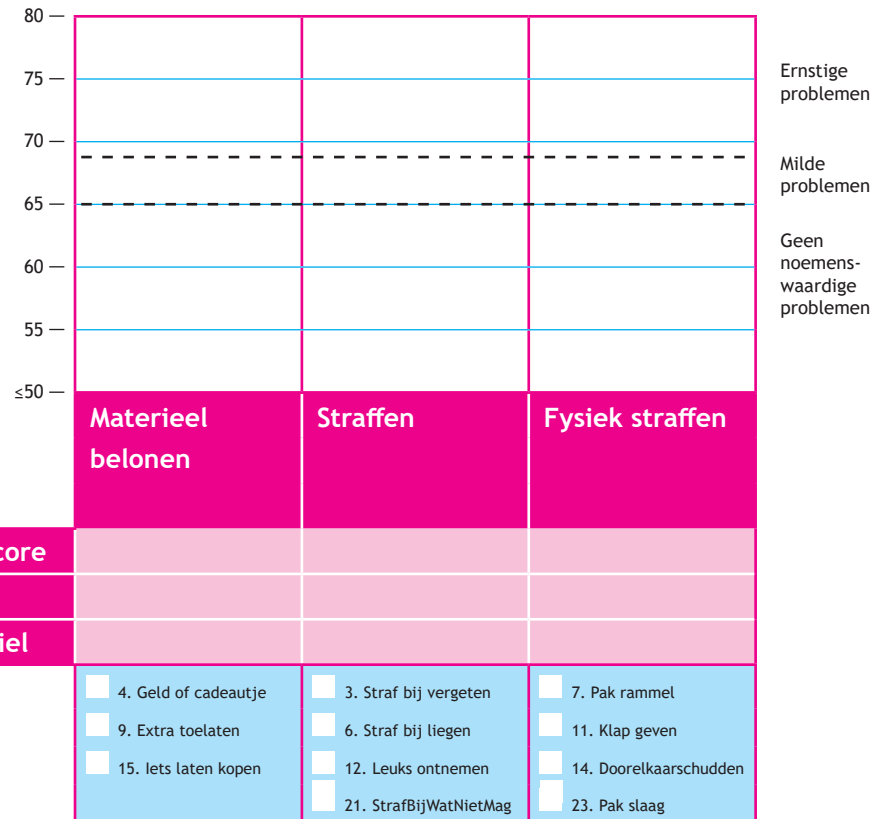 80
75
70
65
60
55
≤50
Ernstige
problemen
Milde
problemen
Geen
noemens-
waardige
problemen
Materieel
belonen
Straffen
Fysiek straffen
core
iel
4. Geld of cadeautje
9. Extra toelaten
15. Iets laten kopen
3. Straf bij vergeten
6. Straf bij liegen
12. Leuks ontnemen
21. StrafBijWatNietMag
7. Pak rammel
11. Klap geven
14. Doorelkaarschudden
23. Pak slaag